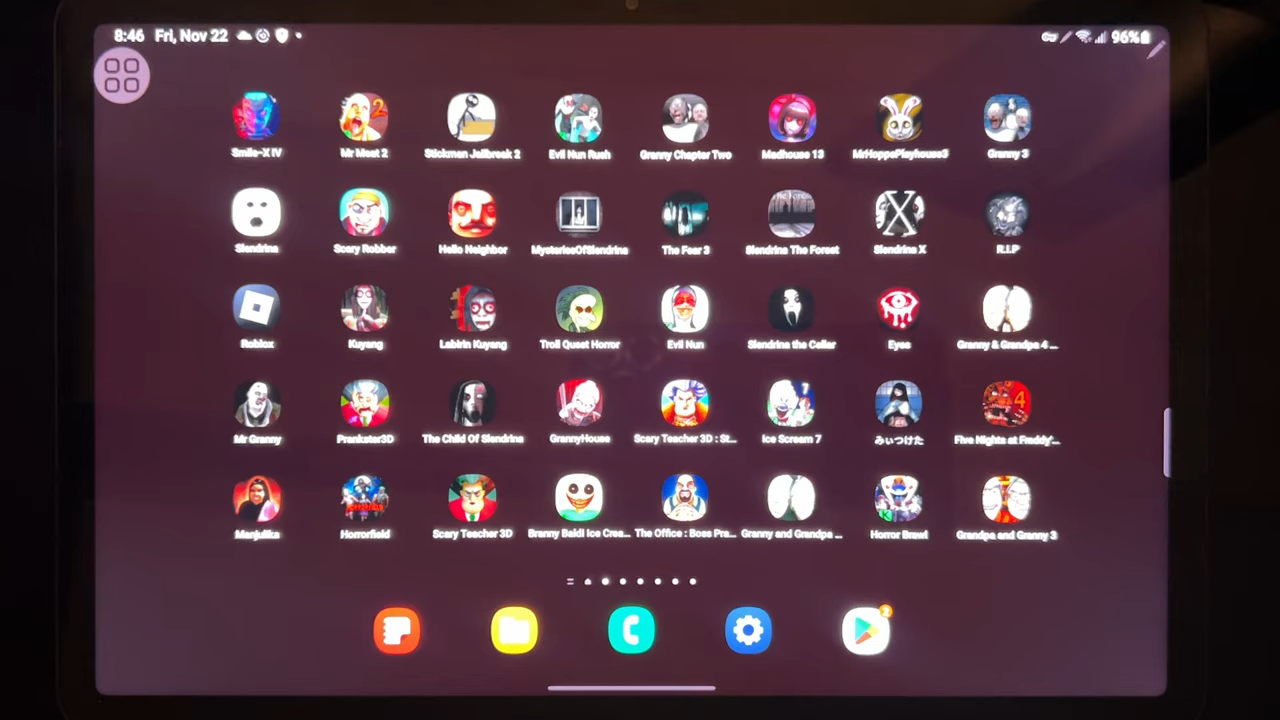 8:46 Fri, Nov 22 96%
Smile-X IV Mr Meat 2 Stickman Jailbreak 2 Evil Nun Rush Granny Chapter Two Madhouse 13 MrHoppsPlayhouse3 Granny 3
Slendrina Scary Robber Hello Neighbor MysteriesOfSlendrina The Fear 3 Slendrina The Forest Slendrina X R.I.P
Roblox Kuyang Labirin Kuyang Troll Quest Horror Evil Nun Slendrina the Cellar Eyes Granny & Grandpa 4 ...
Mr Granny Prankster3D The Child Of Slendrina GrannyHouse Scary Teacher 3D : St... Ice Scream 7 みぃつけた Five Nights at Freddy'...
Manjulika Horrorfield Scary Teacher 3D Branny Baldi Ice Crea... The Office : Boss Pra... Granny and Grandpa ... Horror Brawl Grandpa and Granny 3
2